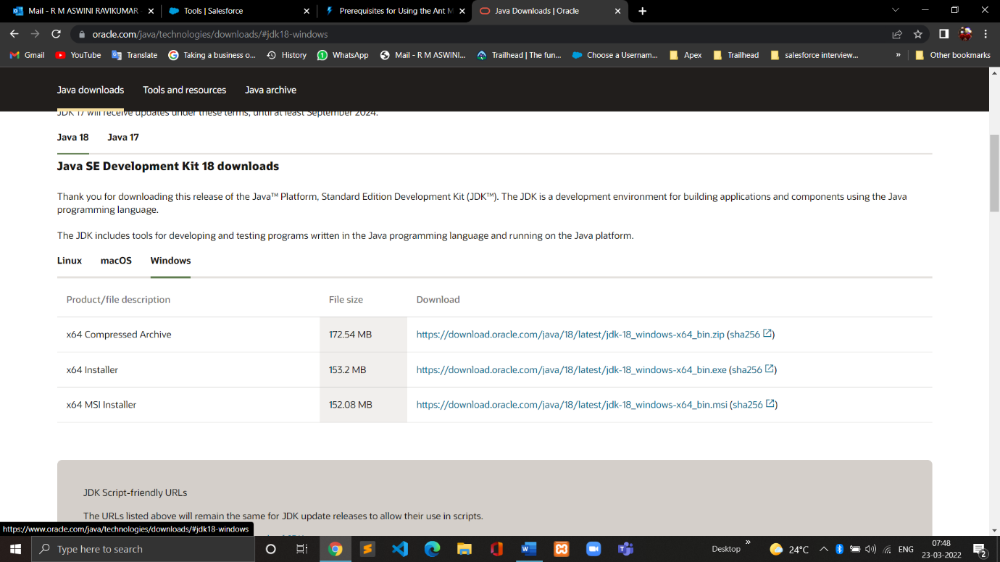 Mail - R M ASWINI RAVIKUMAR -
Tools | Salesforce
Prerequisites for Using the Ant M
Java Downloads | Oracle
oracle.com/java/technologies/downloads/#jdk18-windows
Gmail
YouTube
Translate
Taking a business o...
History
WhatsApp
Mail - R M ASWINI...
Trailhead | The fun...
Choose a Usernam...
Apex
Trailhead
salesforce interview...
»
Other bookmarks
Java downloads
Tools and resources
Java archive
JDK 17 will receive updates under these terms, until at least September 2024.
Java 18
Java 17
Java SE Development Kit 18 downloads
Thank you for downloading this release of the Java™ Platform, Standard Edition Development Kit (JDK™). The JDK is a development environment for building applications and components using the Java
programming language.
The JDK includes tools for developing and testing programs written in the Java programming language and running on the Java platform.
Linux
macOS
Windows
Product/file description
File size
Download
x64 Compressed Archive
172.54 MB
https://download.oracle.com/java/18/latest/jdk-18_windows-x64_bin.zip (sha256)
x64 Installer
153.2 MB
https://download.oracle.com/java/18/latest/jdk-18_windows-x64_bin.exe (sha256)
x64 MSI Installer
152.08 MB
https://download.oracle.com/java/18/latest/jdk-18_windows-x64_bin.msi (sha256)
JDK Script-friendly URLs
The URLs listed above will remain the same for JDK update releases to allow their use in scripts.
https://www.oracle.com/java/technologies/downloads/#jdk18-windows
Type here to search
Desktop
»
24°C
ENG
07:48
23-03-2022
2